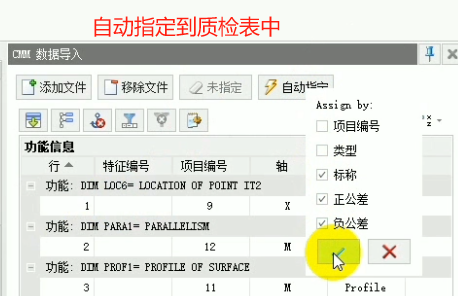 自动指定到质检表中
CMM 数据导入
添加文件 移除文件 未指定 自动指定
Assign by:
项目编号
类型
标称
正公差
负公差
功能信息
行 特征编号 项目编号 轴
功能: DIM LOC6= LOCATION OF POINT IT2
1 9 X
功能: DIM PARA1= PARALLELISM
2 12 M
功能: DIM PROF1= PROFILE OF SURFACE
3 11 M Profile